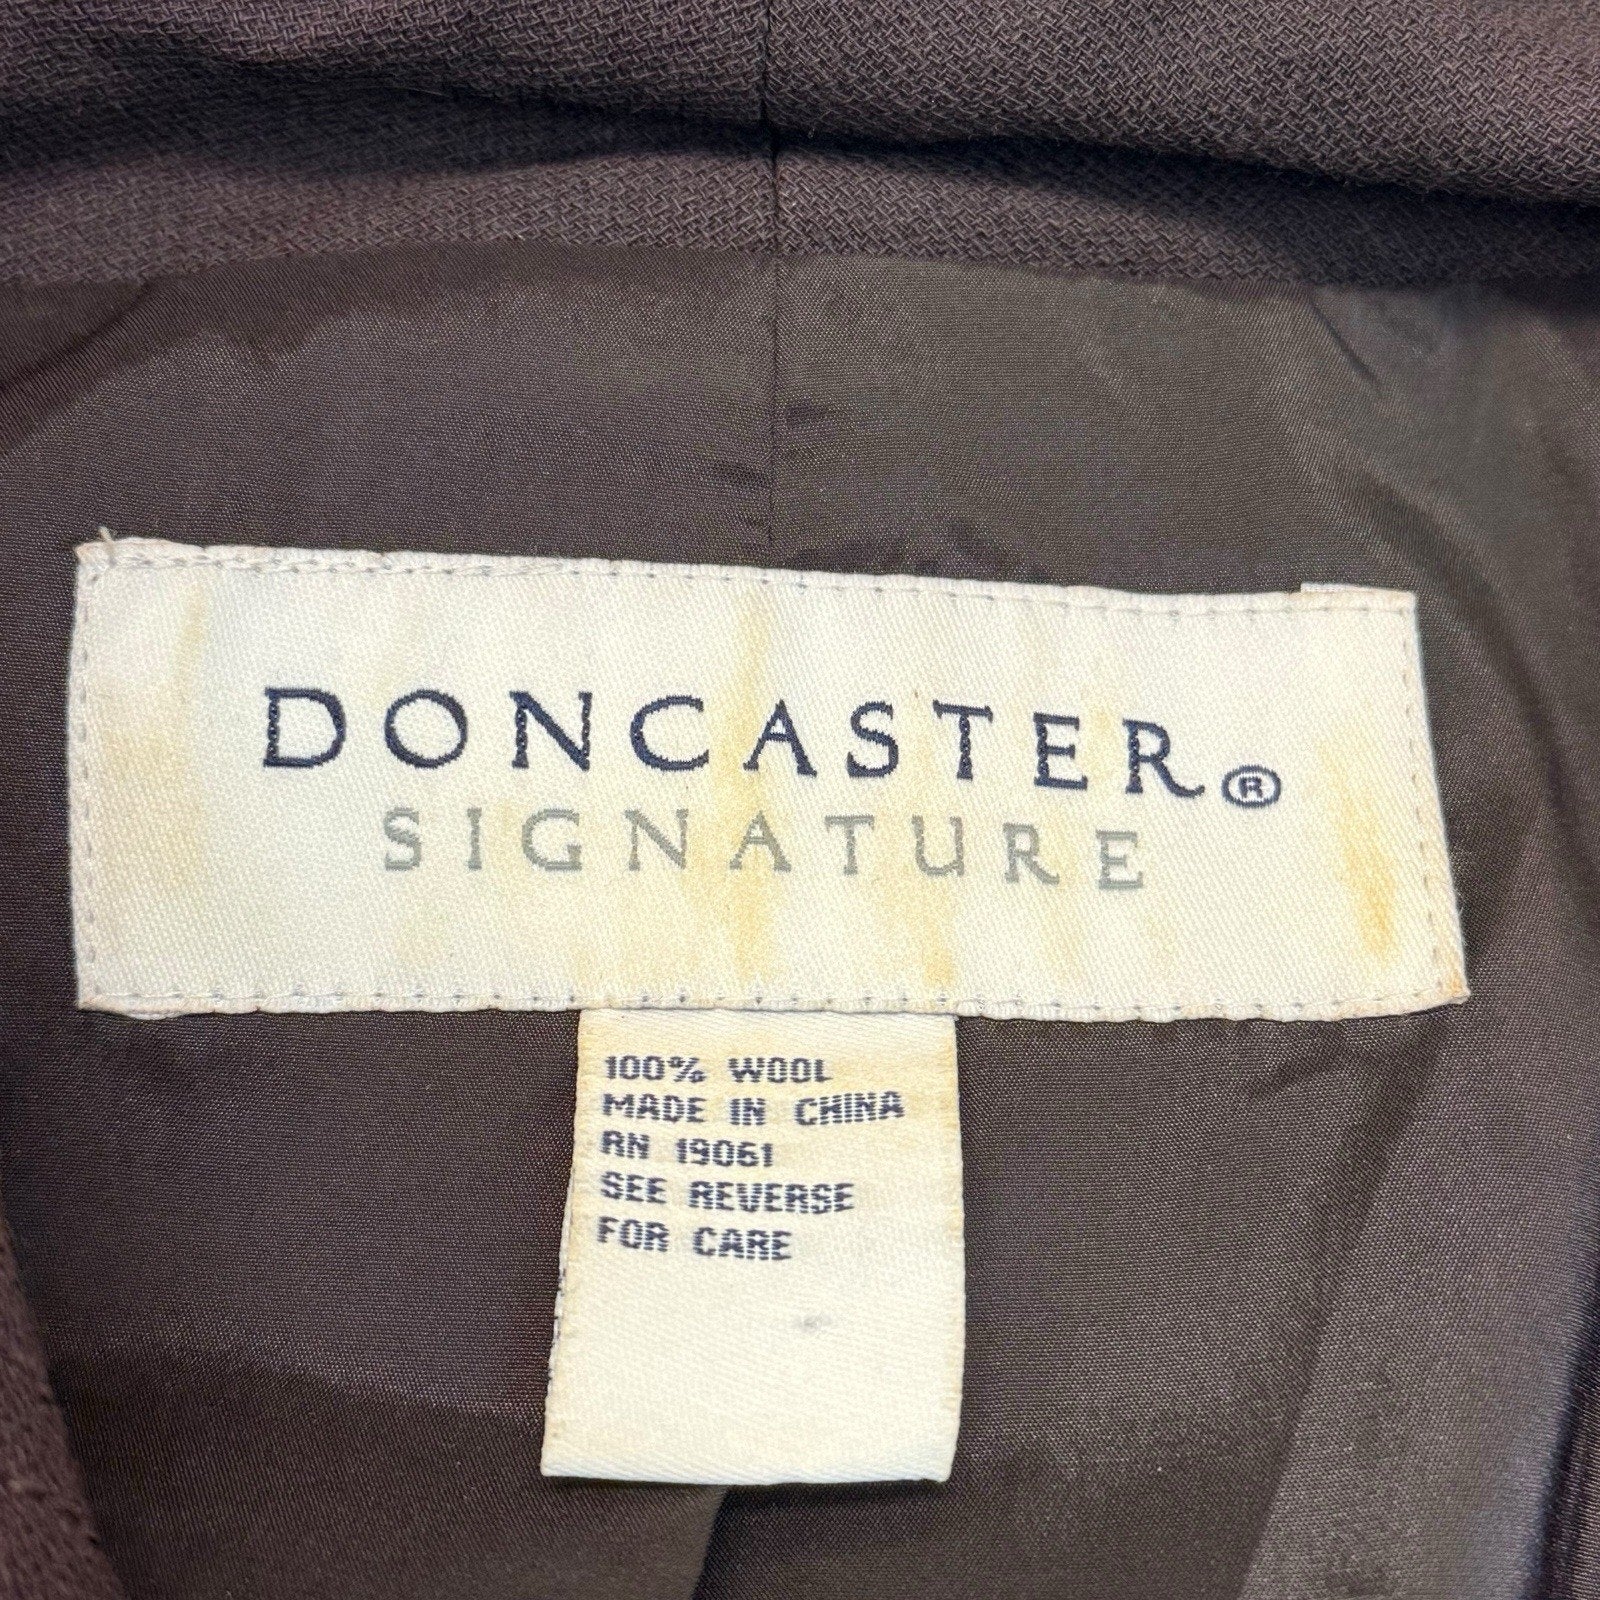 DONCASTER®
SIGNATURE
100% WOOL
MADE IN CHINA
RN 19061
SEE REVERSE
FOR CARE